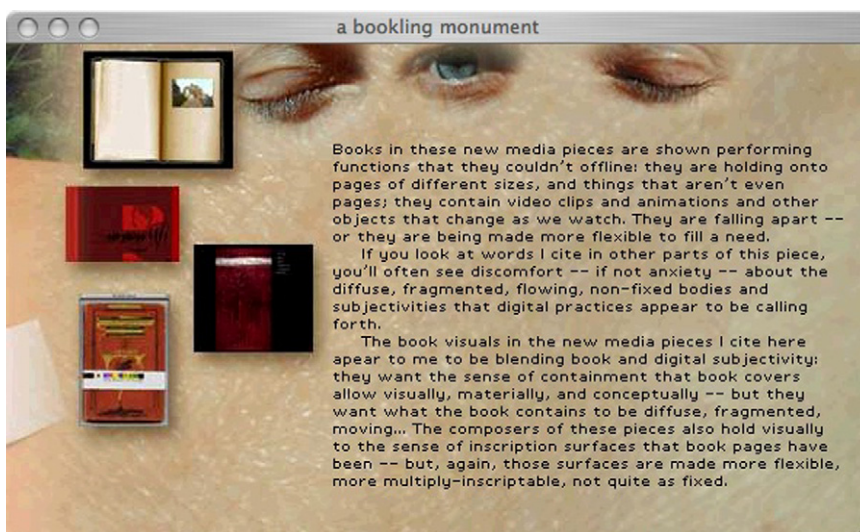 a bookling monument
Books in these new media pieces are shown performing
functions that they couldn't offline: they are holding onto
pages of different sizes, and things that aren't even
pages; they contain video clips and animations and other
objects that change as we watch. They are falling apart --
or they are being made more flexible to fill a need.
If you look at words I cite in other parts of this piece,
you'll often see discomfort -- if not anxiety -- about the
diffuse, fragmented, flowing, non-fixed bodies and
subjectivities that digital practices appear to be calling
forth.
The book visuals in the new media pieces I cite here
apear to me to be blending book and digital subjectivity:
they want the sense of containment that book covers
allow visually, materially, and conceptually -- but they
want what the book contains to be diffuse, fragmented,
moving... The composers of these pieces also hold visually
to the sense of inscription surfaces that book pages have
been -- but, again, those surfaces are made more flexible,
more multiply-inscriptable, not quite as fixed.